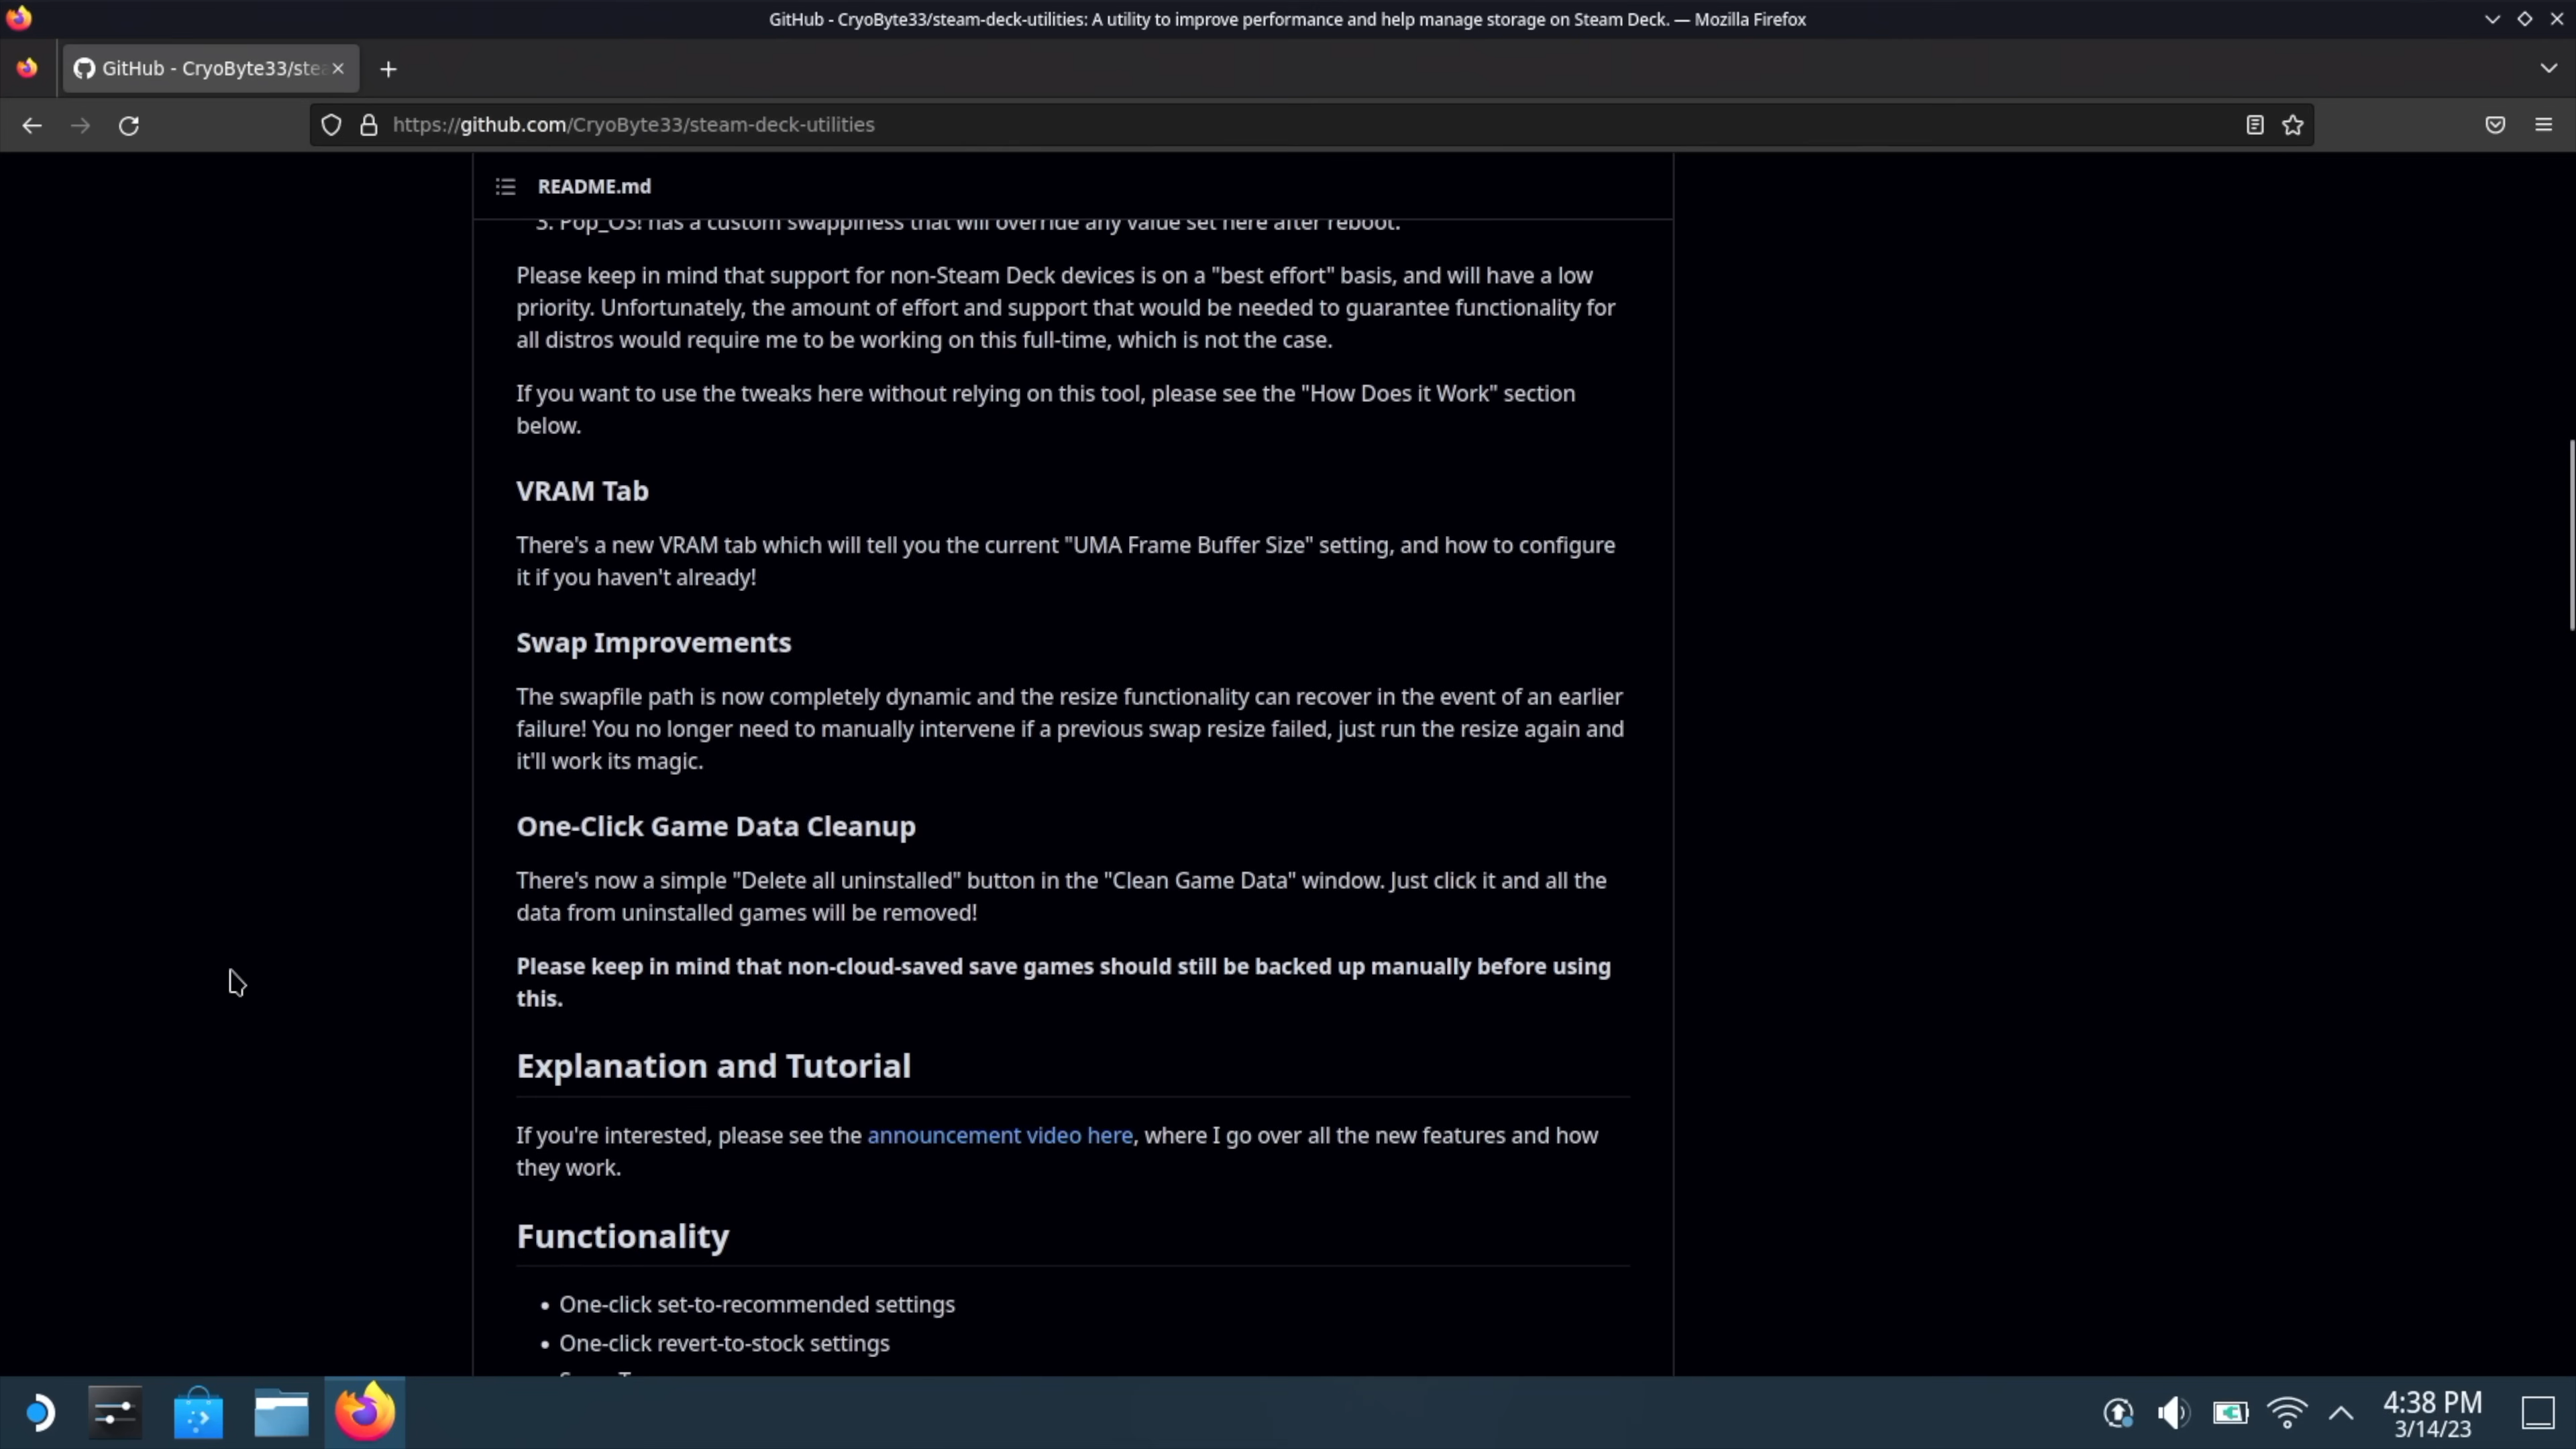 GitHub - CryoByte33/steam-deck-utilities: A utility to improve performance and help manage storage on Steam Deck. — Mozilla Firefox
GitHub - CryoByte33/stea
https://github.com/CryoByte33/steam-deck-utilities
README.md
3. Pop_OS! has a custom swappiness that will override any value set here after reboot.
Please keep in mind that support for non-Steam Deck devices is on a "best effort" basis, and will have a low
priority. Unfortunately, the amount of effort and support that would be needed to guarantee functionality for
all distros would require me to be working on this full-time, which is not the case.
If you want to use the tweaks here without relying on this tool, please see the "How Does it Work" section
below.
VRAM Tab
There's a new VRAM tab which will tell you the current "UMA Frame Buffer Size" setting, and how to configure
it if you haven't already!
Swap Improvements
The swapfile path is now completely dynamic and the resize functionality can recover in the event of an earlier
failure! You no longer need to manually intervene if a previous swap resize failed, just run the resize again and
it'll work its magic.
One-Click Game Data Cleanup
There's now a simple "Delete all uninstalled" button in the "Clean Game Data" window. Just click it and all the
data from uninstalled games will be removed!
Please keep in mind that non-cloud-saved save games should still be backed up manually before using
this.
Explanation and Tutorial
If you're interested, please see the announcement video here, where I go over all the new features and how
they work.
Functionality
• One-click set-to-recommended settings
• One-click revert-to-stock settings
4:38 PM
3/14/23